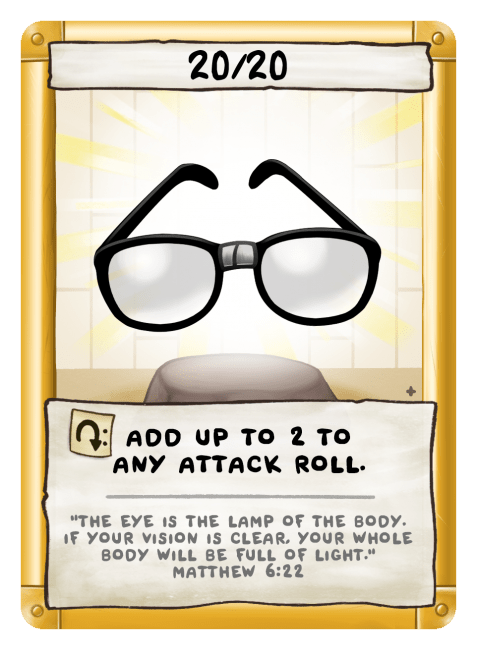 20/20
: ADD UP TO 2 TO
ANY ATTACK ROLL.
"THE EYE IS THE LAMP OF THE BODY.
IF YOUR VISION IS CLEAR, YOUR WHOLE
BODY WILL BE FULL OF LIGHT."
MATTHEW 6:22